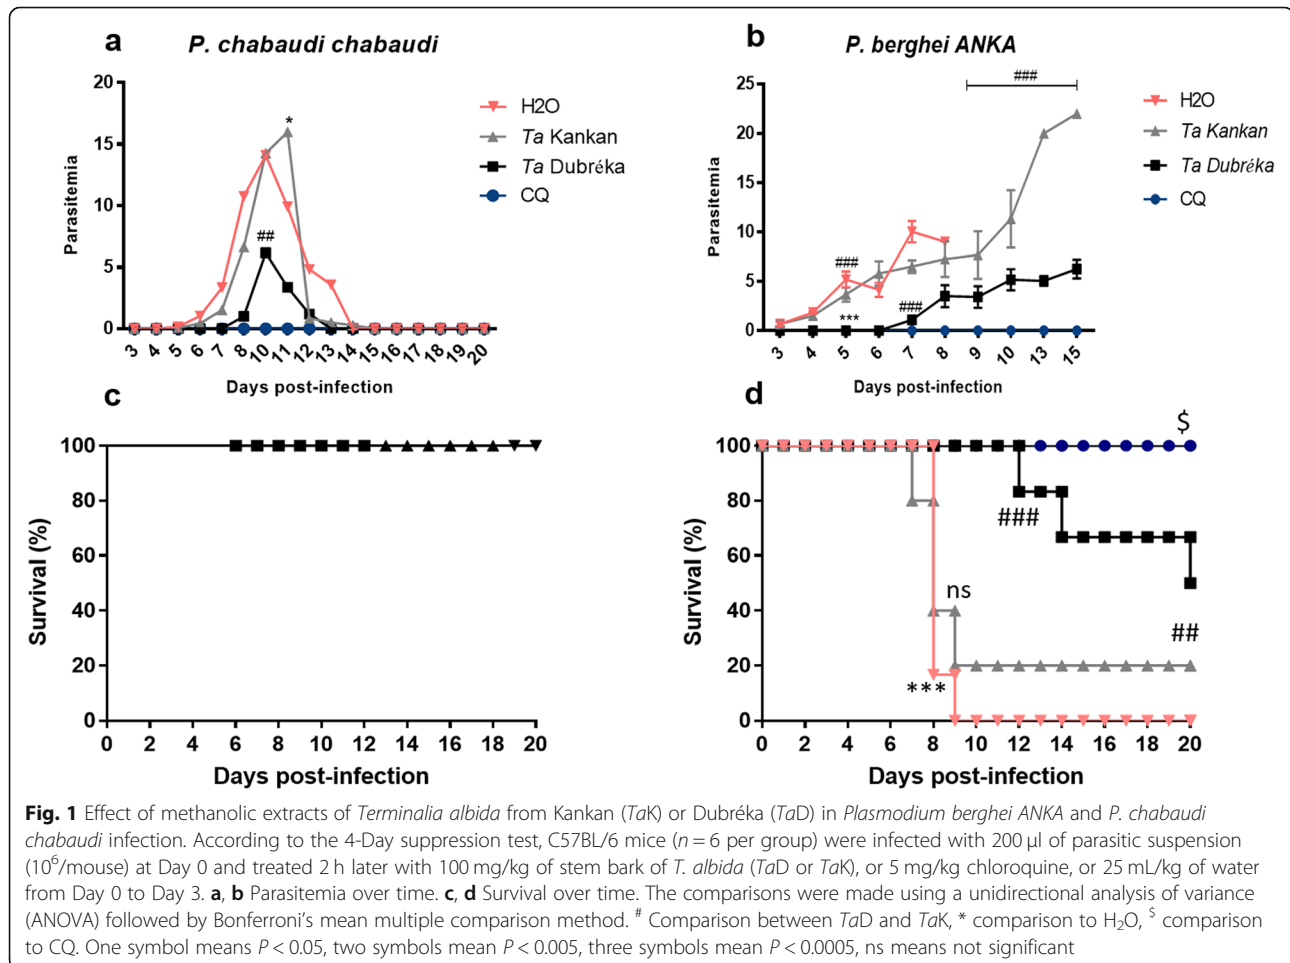 a P. chabaudi chabaudi
20
15
10
5
0
Parasitemia
*
##
H2O
Ta Kankan
Ta Dubréka
CQ
3 4 5 6 7 8 10 11 12 13 14 15 16 17 18 19 20
Days post-infection
b P. berghei ANKA
25
20
15
10
5
0
Parasitemia
###
###
***
###
H2O
Ta Kankan
Ta Dubréka
CQ
3 4 5 6 7 8 9 10 13 15
Days post-infection
c
100
80
60
40
20
0
Survival (%)
0 2 4 6 8 10 12 14 16 18 20
Days post-infection
d
100
80
60
40
20
0
Survival (%)
$
###
ns
##
***
0 2 4 6 8 10 12 14 16 18 20
Days post-infection
Fig. 1 Effect of methanolic extracts of Terminalia albida from Kankan (TaK) or Dubréka (TaD) in Plasmodium berghei ANKA and P. chabaudi
chabaudi infection. According to the 4-Day suppression test, C57BL/6 mice (n = 6 per group) were infected with 200 μl of parasitic suspension
(10⁶/mouse) at Day 0 and treated 2 h later with 100 mg/kg of stem bark of T. albida (TaD or TaK), or 5 mg/kg chloroquine, or 25 mL/kg of water
from Day 0 to Day 3. a, b Parasitemia over time. c, d Survival over time. The comparisons were made using a unidirectional analysis of variance
(ANOVA) followed by Bonferroni's mean multiple comparison method. # Comparison between TaD and TaK, * comparison to H₂O, $ comparison
to CQ. One symbol means P < 0.05, two symbols mean P < 0.005, three symbols mean P < 0.0005, ns means not significant